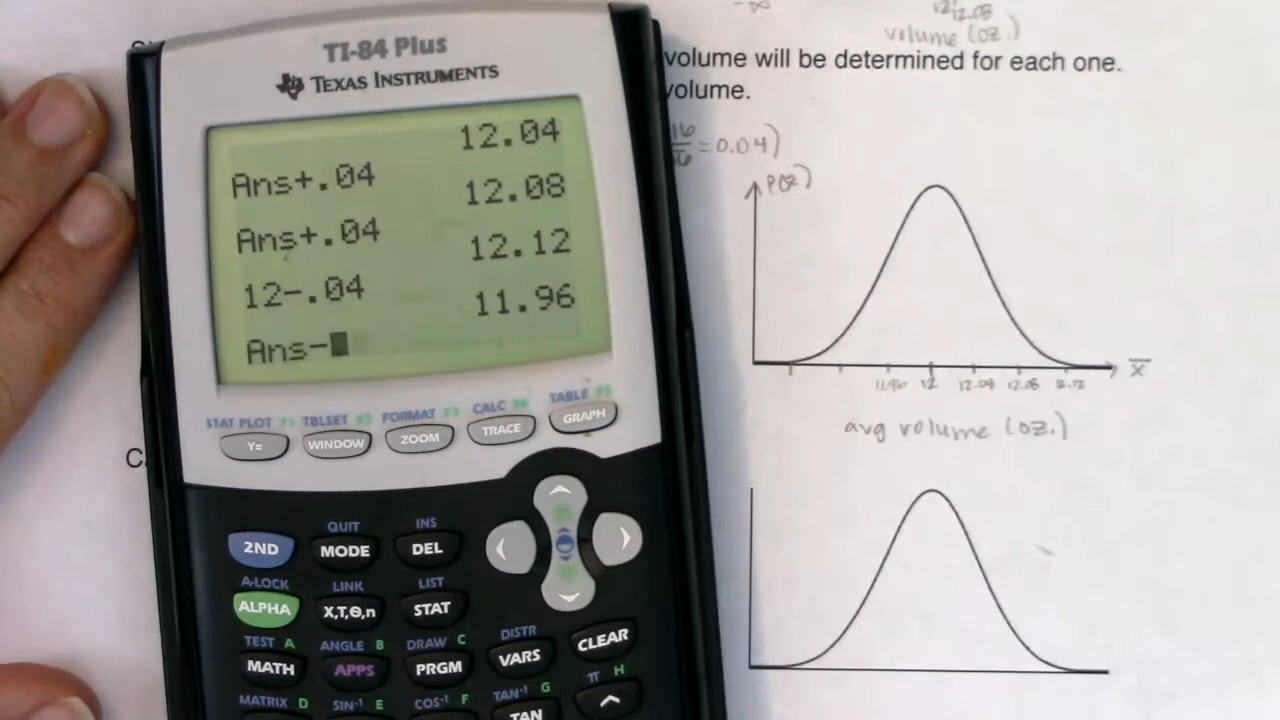 -∞
12 12.08
volume (oz.)
volume will be determined for each one.
volume.
= 0.04)
P(x)
11.96 12 12.04 12.08 12.12
x̅
avg volume (oz.)
C.
TI-84 Plus
TEXAS INSTRUMENTS
12.04
Ans+.04
12.08
Ans+.04
12.12
12-.04
11.96
Ans-
STAT PLOT F1 TBLSET F2 FORMAT F3 CALC F4 TABLE F5
Y= WINDOW ZOOM TRACE GRAPH
QUIT INS
2ND MODE DEL
A-LOCK LINK LIST
ALPHA X,T,Θ,n STAT
TEST A ANGLE B DRAW C DISTR
MATH APPS PRGM VARS CLEAR
MATRIX D SIN⁻¹ E COS⁻¹ F TAN⁻¹ G π H
TAN ^